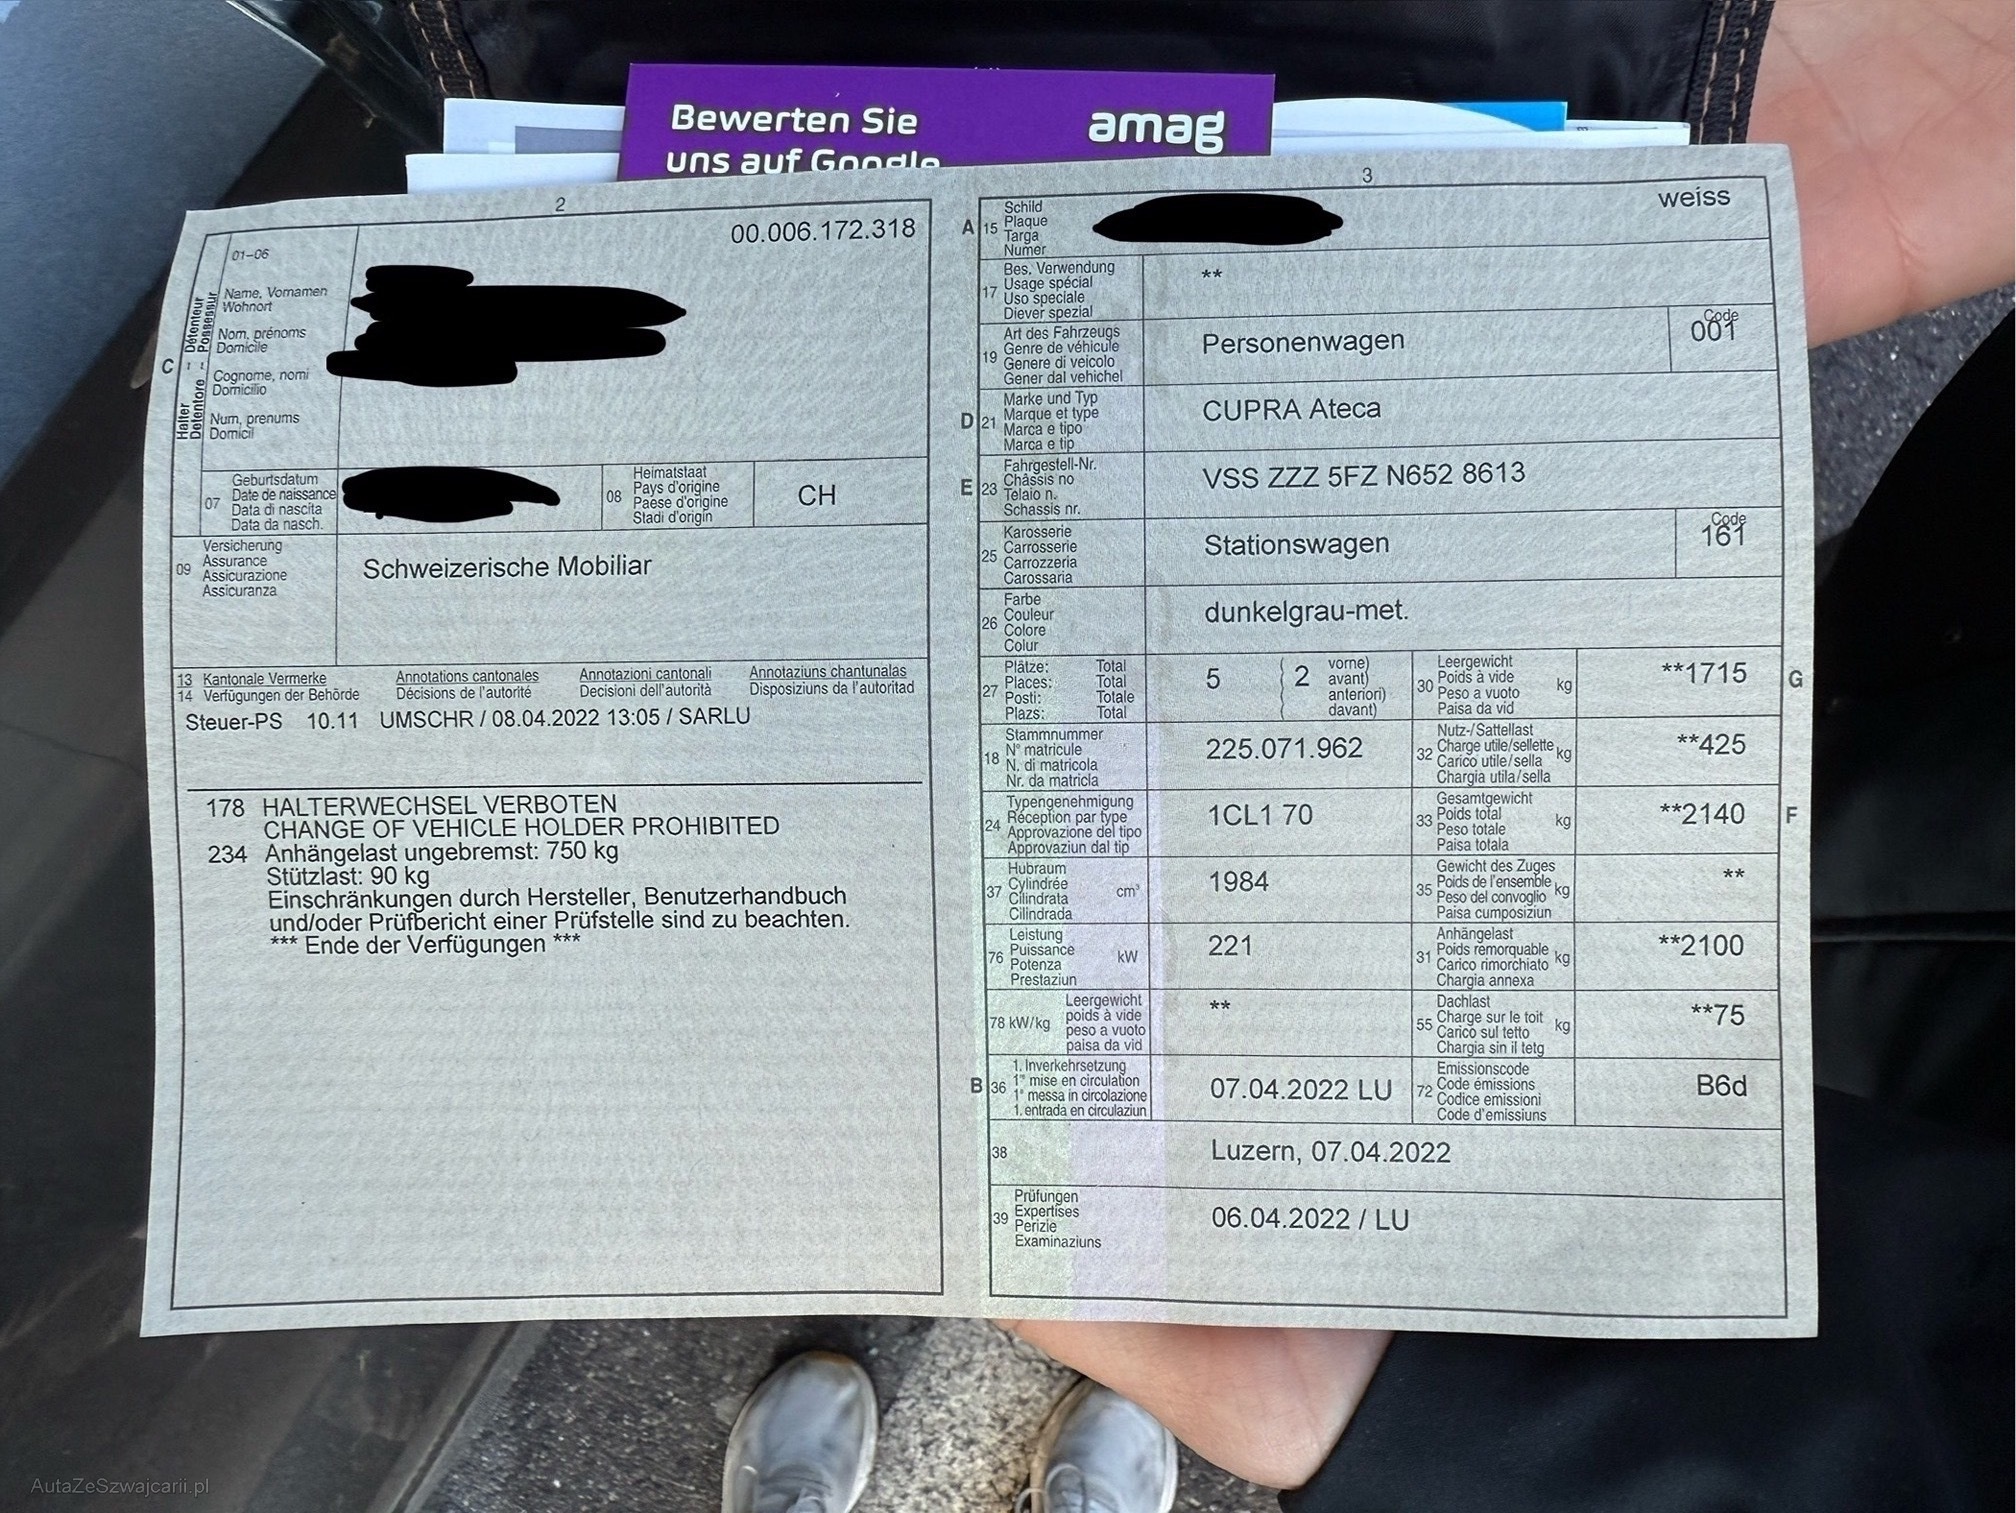 Bewerten Sie
uns auf Google
amag
2
00.006.172.318
C
Halter Détenteur
Detentore Possessur
01-06
Name, Vornamen
Wohnort
Nom, prénoms
Domicile
Cognome, nomi
Domicilio
Num, prenums
Domicil
07
Geburtsdatum
Date de naissance
Data di nascita
Data da nasch.
08
Heimatstaat
Pays d'origine
Paese d'origine
Stadi d'origin
CH
09
Versicherung
Assurance
Assicurazione
Assicuranza
Schweizerische Mobiliar
13 Kantonale Vermerke Annotations cantonales Annotazioni cantonali Annotaziuns chantunalas
14 Verfügungen der Behörde Décisions de l'autorité Decisioni dell'autorità Disposiziuns da l'autoritad
Steuer-PS 10.11 UMSCHR / 08.04.2022 13:05 / SARLU
178 HALTERWECHSEL VERBOTEN
CHANGE OF VEHICLE HOLDER PROHIBITED
234 Anhängelast ungebremst: 750 kg
Stützlast: 90 kg
Einschränkungen durch Hersteller, Benutzerhandbuch
und/oder Prüfbericht einer Prüfstelle sind zu beachten.
*** Ende der Verfügungen ***
3
A 15
Schild
Plaque
Targa
Numer
weiss
17
Bes. Verwendung
Usage spécial
Uso speciale
Diever spezial
**
19
Art des Fahrzeugs
Genre de véhicule
Genere di veicolo
Gener dal vehichel
Personenwagen
Code
001
D 21
Marke und Typ
Marque et type
Marca e tipo
Marca e tip
CUPRA Ateca
E 23
Fahrgestell-Nr.
Châssis no
Telaio n.
Schassis nr.
VSS ZZZ 5FZ N652 8613
25
Karosserie
Carrosserie
Carrozzeria
Carossaria
Stationswagen
Code
161
26
Farbe
Couleur
Colore
Colur
dunkelgrau-met.
27
Plätze: Total
Places: Total
Posti: Totale
Plazs: Total
5
( 2
vorne)
avant)
anteriori)
davant)
30
Leergewicht
Poids à vide
Peso a vuoto
Paisa da vid
kg
**1715
G
18
Stammnummer
N° matricule
N. di matricola
Nr. da matricla
225.071.962
32
Nutz-/Sattellast
Charge utile/sellette
Carico utile/sella
Chargia utila/sella
kg
**425
24
Typengenehmigung
Réception par type
Approvazione del tipo
Approvaziun dal tip
1CL1 70
33
Gesamtgewicht
Poids total
Peso totale
Paisa totala
kg
**2140
F
37
Hubraum
Cylindrée
Cilindrata
Cilindrada
cm³
1984
35
Gewicht des Zuges
Poids de l'ensemble
Peso del convoglio
Paisa cumposiziun
kg
**
76
Leistung
Puissance
Potenza
Prestaziun
kW
221
31
Anhängelast
Poids remorquable
Carico rimorchiato
Chargia annexa
kg
**2100
78 kW/kg
Leergewicht
poids à vide
peso a vuoto
paisa da vid
**
55
Dachlast
Charge sur le toit
Carico sul tetto
Chargia sin il tetg
kg
**75
B 36
1. Inverkehrsetzung
1re mise en circulation
1a messa in circolazione
1. entrada en circulaziun
07.04.2022 LU
72
Emissionscode
Code émissions
Codice emissioni
Code d'emissiuns
B6d
38
Luzern, 07.04.2022
39
Prüfungen
Expertises
Perizie
Examinaziuns
06.04.2022 / LU
AutaZeSzwajcarii.pl